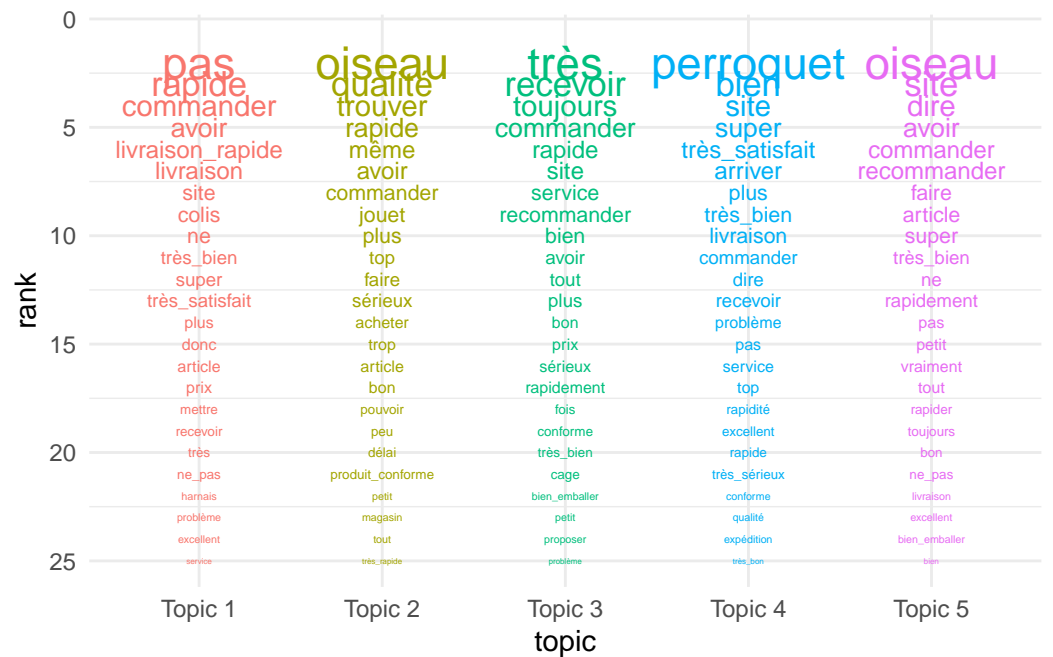 0
pas oiseau très perroquet oiseau
rapide qualité recevoir bien site
commander trouver toujours site dire
5 avoir rapide commander super avoir
livraison_rapide même rapide très_satisfait commander
livraison avoir site arriver recommander
site commander service plus faire
colis jouet recommander très_bien article
10 ne plus bien livraison super
très_bien top avoir commander très_bien
super faire tout dire ne
très_satisfait sérieux plus recevoir rapidement
plus acheter bon problème pas
15 donc trop prix pas petit
article article sérieux service vraiment
prix bon rapidement top tout
mettre pouvoir fois rapidité rapider
recevoir peu conforme excellent toujours
20 très délai très_bien rapide bon
ne_pas produit_conforme cage très_sérieux ne_pas
harnais petit bien_emballer conforme livraison
problème magasin petit qualité excellent
excellent tout proposer expédition bien_emballer
25 service très_rapide problème très_bon bien
rank
Topic 1 Topic 2 Topic 3 Topic 4 Topic 5
topic